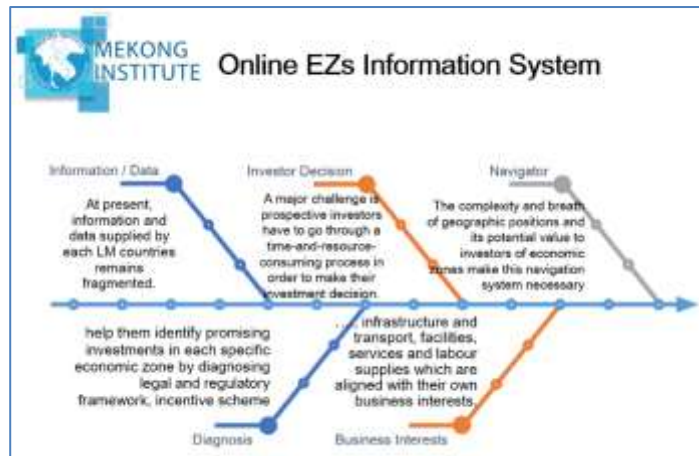 MEKONG
INSTITUTE
Online EZs Information System
Information / Data
At present,
information and
data supplied by
each LM countries
remains
fragmented.
Investor Decision
A major challenge is
prospective investors
have to go through a
time-and-resource-
consuming process in
order to make their
investment decision.
Navigator
The complexity and breath
of geographic positions and
its potential value to
investors of economic
zones make this navigation
system necessary
help them identify promising
investments in each specific
economic zone by diagnosing
legal and regulatory
framework, incentive scheme
Diagnosis
infrastructure and
transport, facilities,
services and labour
supplies which are
aligned with their own
business interests.
Business Interests